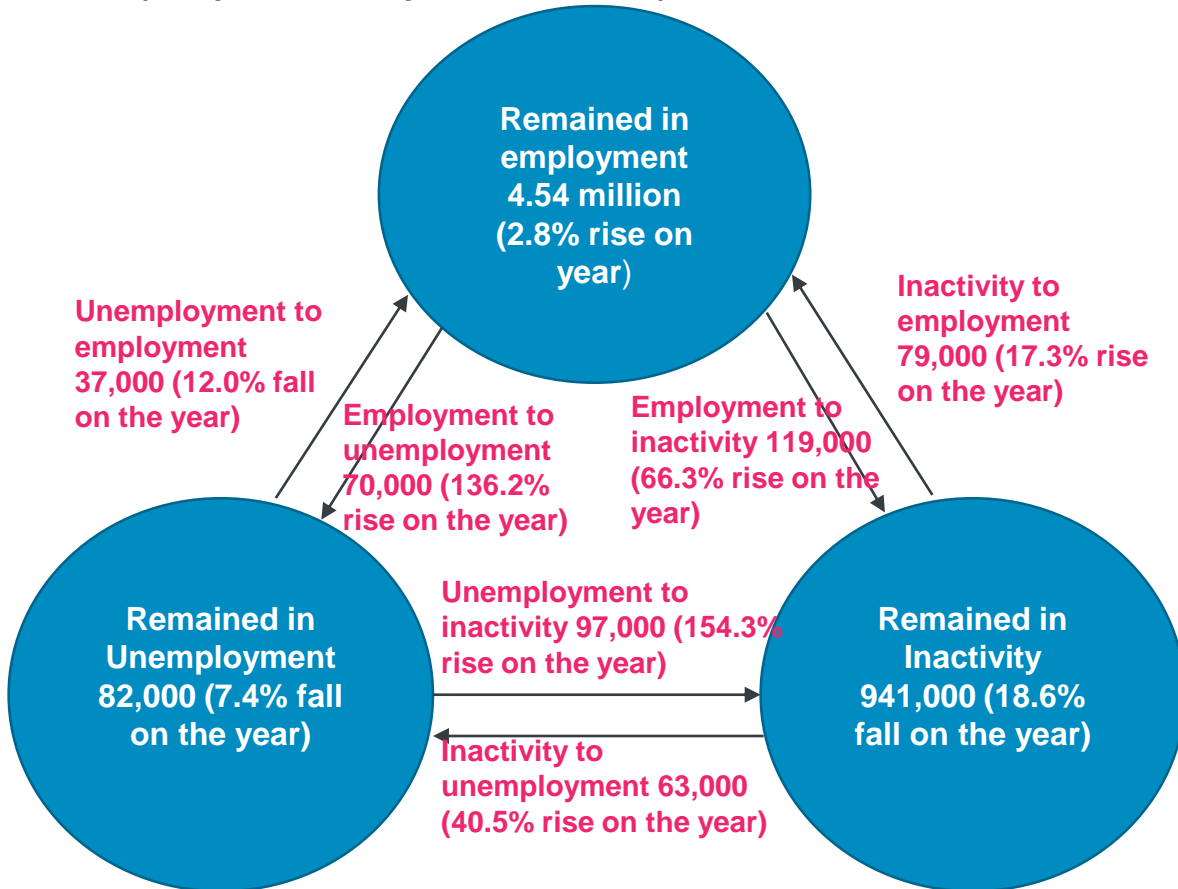 Remained in
employment
4.54 million
(2.8% rise on
year)
Unemployment to
employment
37,000 (12.0% fall
on the year)
Inactivity to
employment
79,000 (17.3% rise
on the year)
Employment to
unemployment
70,000 (136.2%
rise on the year)
Employment to
inactivity 119,000
(66.3% rise on the
year)
Unemployment to
inactivity 97,000 (154.3%
rise on the year)
Remained in
Unemployment
82,000 (7.4% fall
on the year)
Remained in
Inactivity
941,000 (18.6%
fall on the year)
Inactivity to
unemployment 63,000
(40.5% rise on the year)